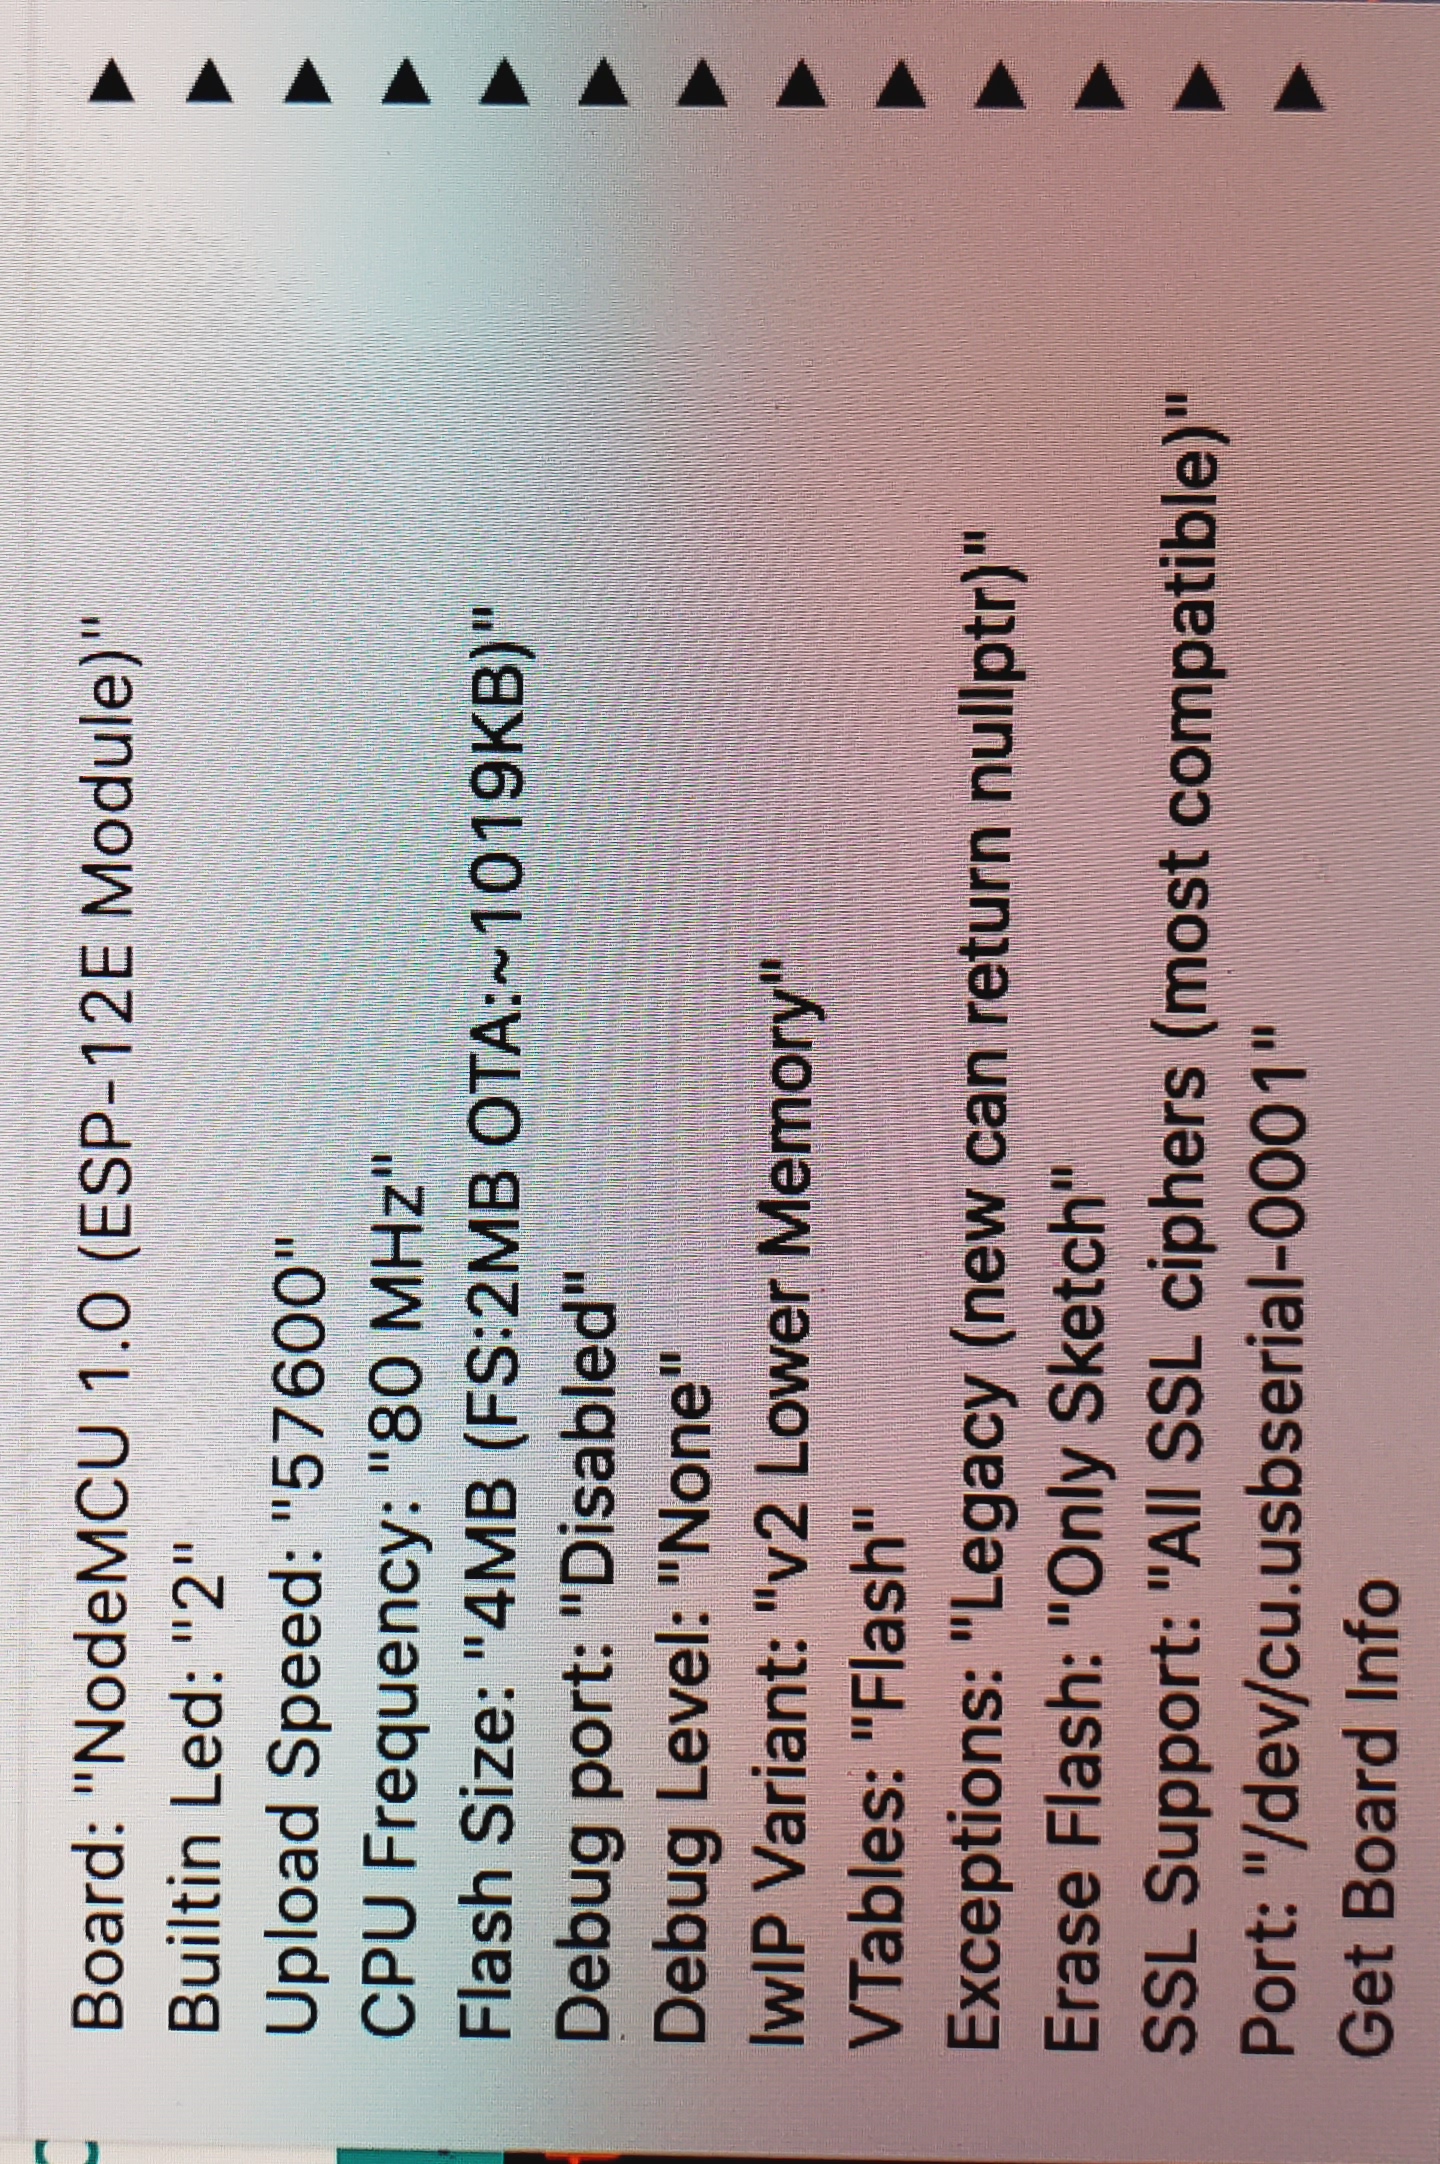 Board: "NodeMCU 1.0 (ESP-12E Module)"
Builtin Led: "2"
Upload Speed: "57600"
CPU Frequency: "80 MHz"
Flash Size: "4MB (FS:2MB OTA:~1019KB)"
Debug port: "Disabled"
Debug Level: "None"
lwIP Variant: "v2 Lower Memory"
VTables: "Flash"
Exceptions: "Legacy (new can return nullptr)"
Erase Flash: "Only Sketch"
SSL Support: "All SSL ciphers (most compatible)"
Port: "/dev/cu.usbserial-0001"
Get Board Info